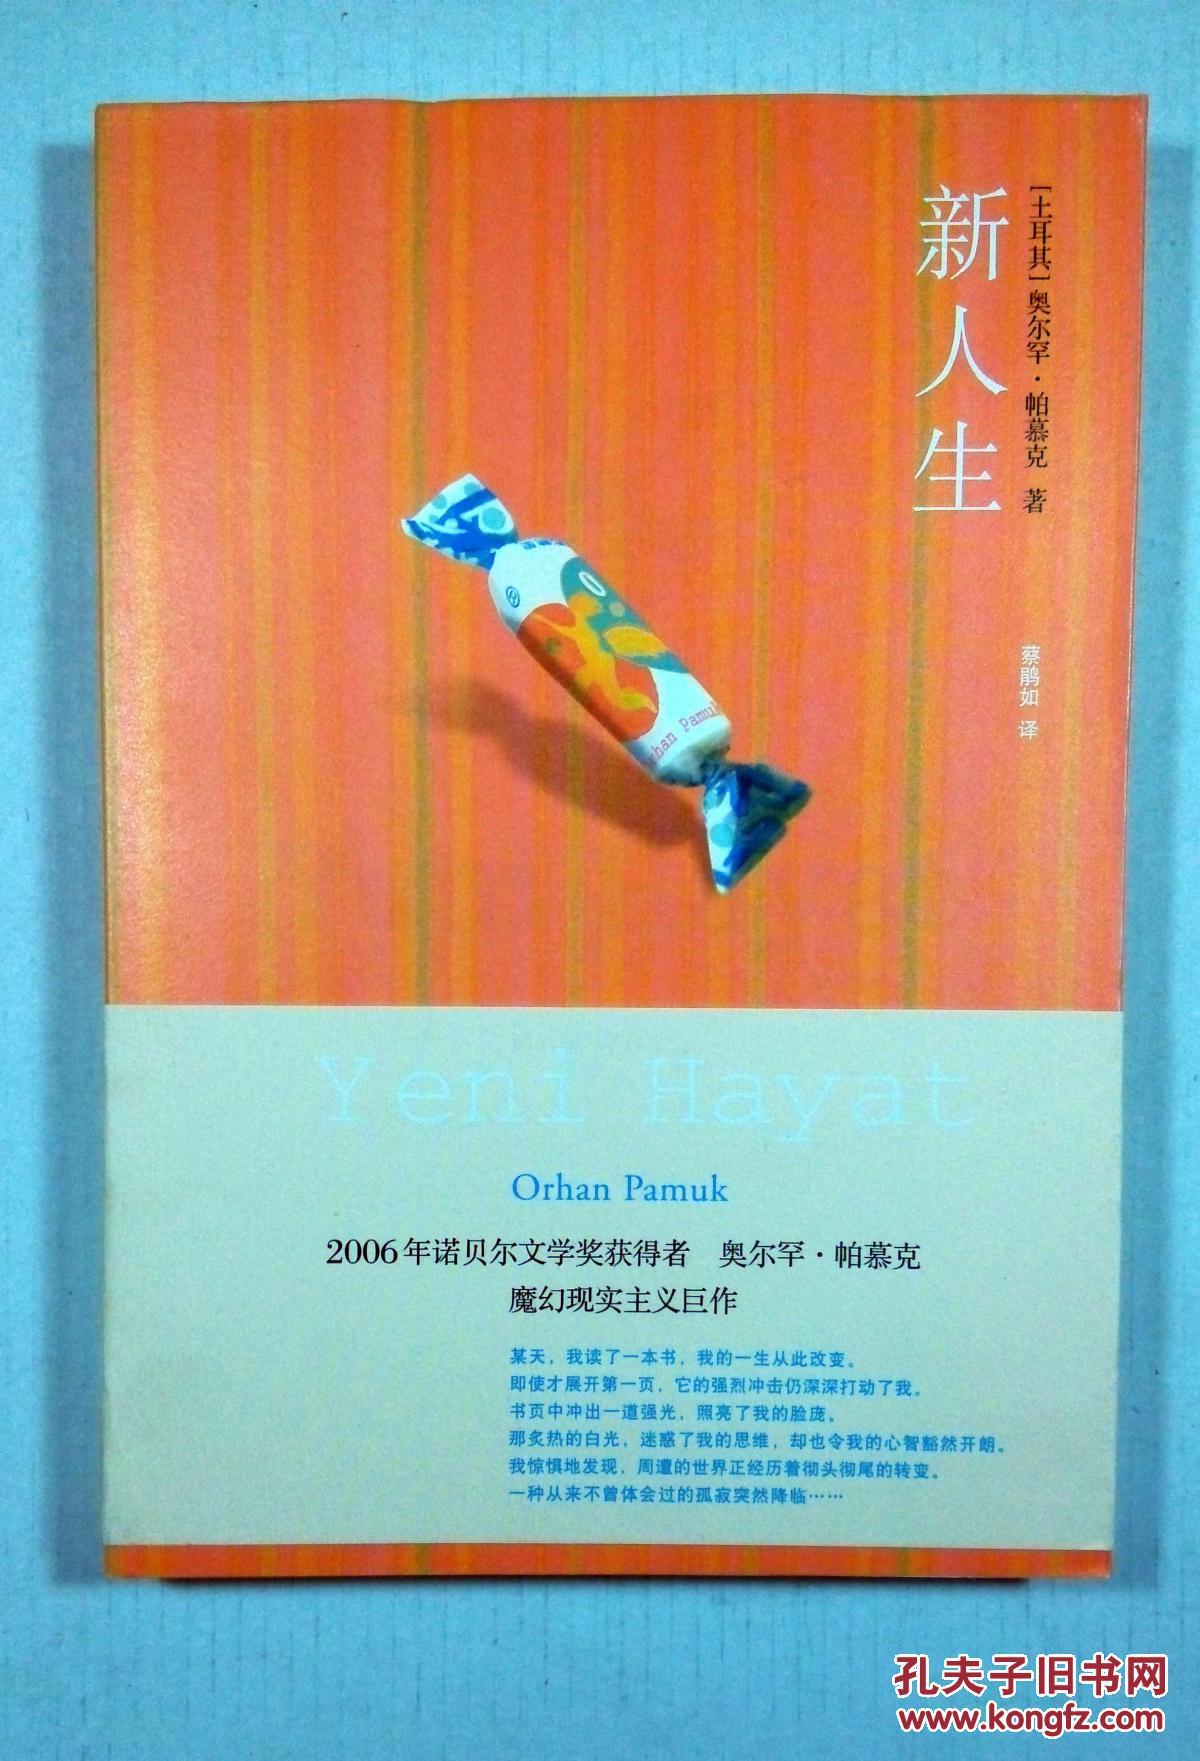 新人生
[土耳其]奥尔罕·帕慕克 著
蔡鹃如 译
han Pamuk
Yeni Hayat
Orhan Pamuk
2006年诺贝尔文学奖获得者 奥尔罕·帕慕克
魔幻现实主义巨作
某天，我读了一本书，我的一生从此改变。
即使才展开第一页，它的强烈冲击仍深深打动了我。
书页中冲出一道强光，照亮了我的脸庞。
那炙热的白光，迷惑了我的思维，却也令我的心智豁然开朗。
我惊惧地发现，周遭的世界正经历着彻头彻尾的转变。
一种从来不曾体会过的孤寂突然降临……
孔夫子旧书网
www.kongfz.com